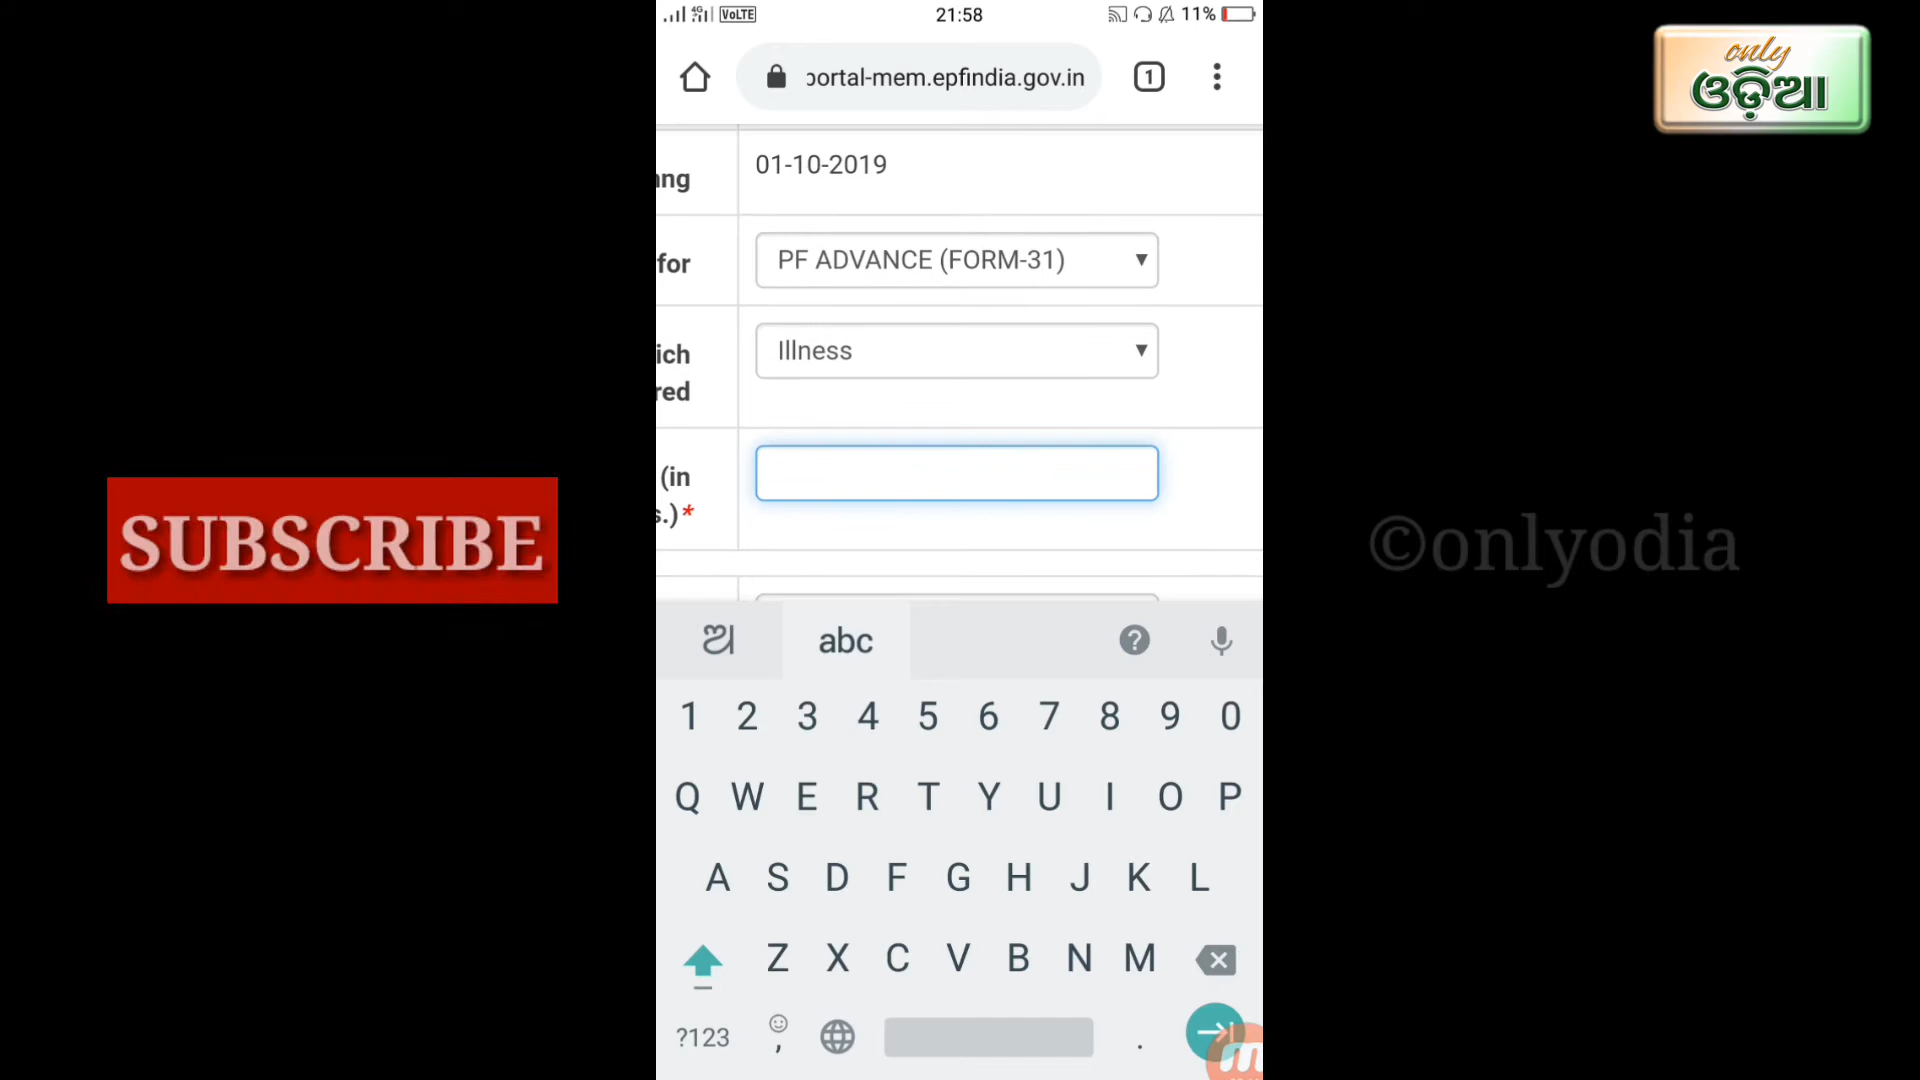 4G
VoLTE
21:58
11%
portal-mem.epfindia.gov.in
1
only
ଓଡ଼ିଆ
01-10-2019
ng
for
PF ADVANCE (FORM-31)
ich
red
Illness
(in
s.)*
SUBSCRIBE
©onlyodia
ଅ
abc
1 2 3 4 5 6 7 8 9 0
Q W E R T Y U I O P
A S D F G H J K L
Z X C V B N M
?123 , .